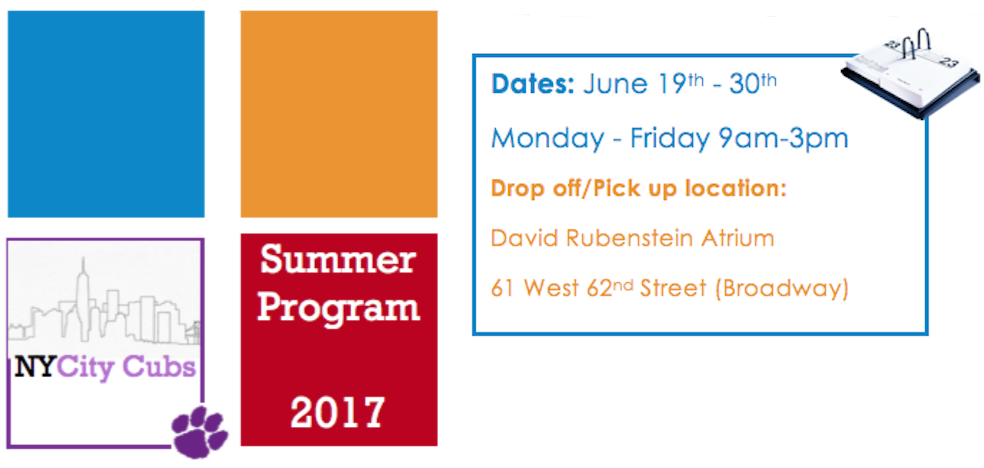 Summer
Program
2017
NYCity Cubs
Dates: June 19th - 30th
Monday - Friday 9am-3pm
Drop off/Pick up location:
David Rubenstein Atrium
61 West 62nd Street (Broadway)
23
23